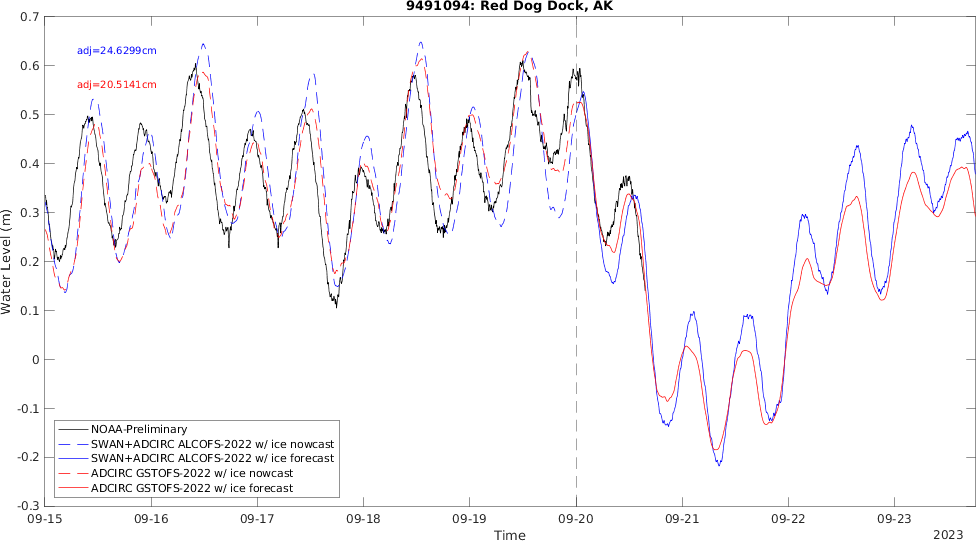 9491094: Red Dog Dock, AK
0.7
adj=24.6299cm
0.6
adj=20.5141cm
0.5
0.4
0.3
0.2
0.1
0
-0.1
-0.2
-0.3
Water Level (m)
NOAA-Preliminary
SWAN+ADCIRC ALCOFS-2022 w/ ice nowcast
SWAN+ADCIRC ALCOFS-2022 w/ ice forecast
ADCIRC GSTOFS-2022 w/ ice nowcast
ADCIRC GSTOFS-2022 w/ ice forecast
09-15 09-16 09-17 09-18 09-19 09-20 09-21 09-22 09-23
Time
2023